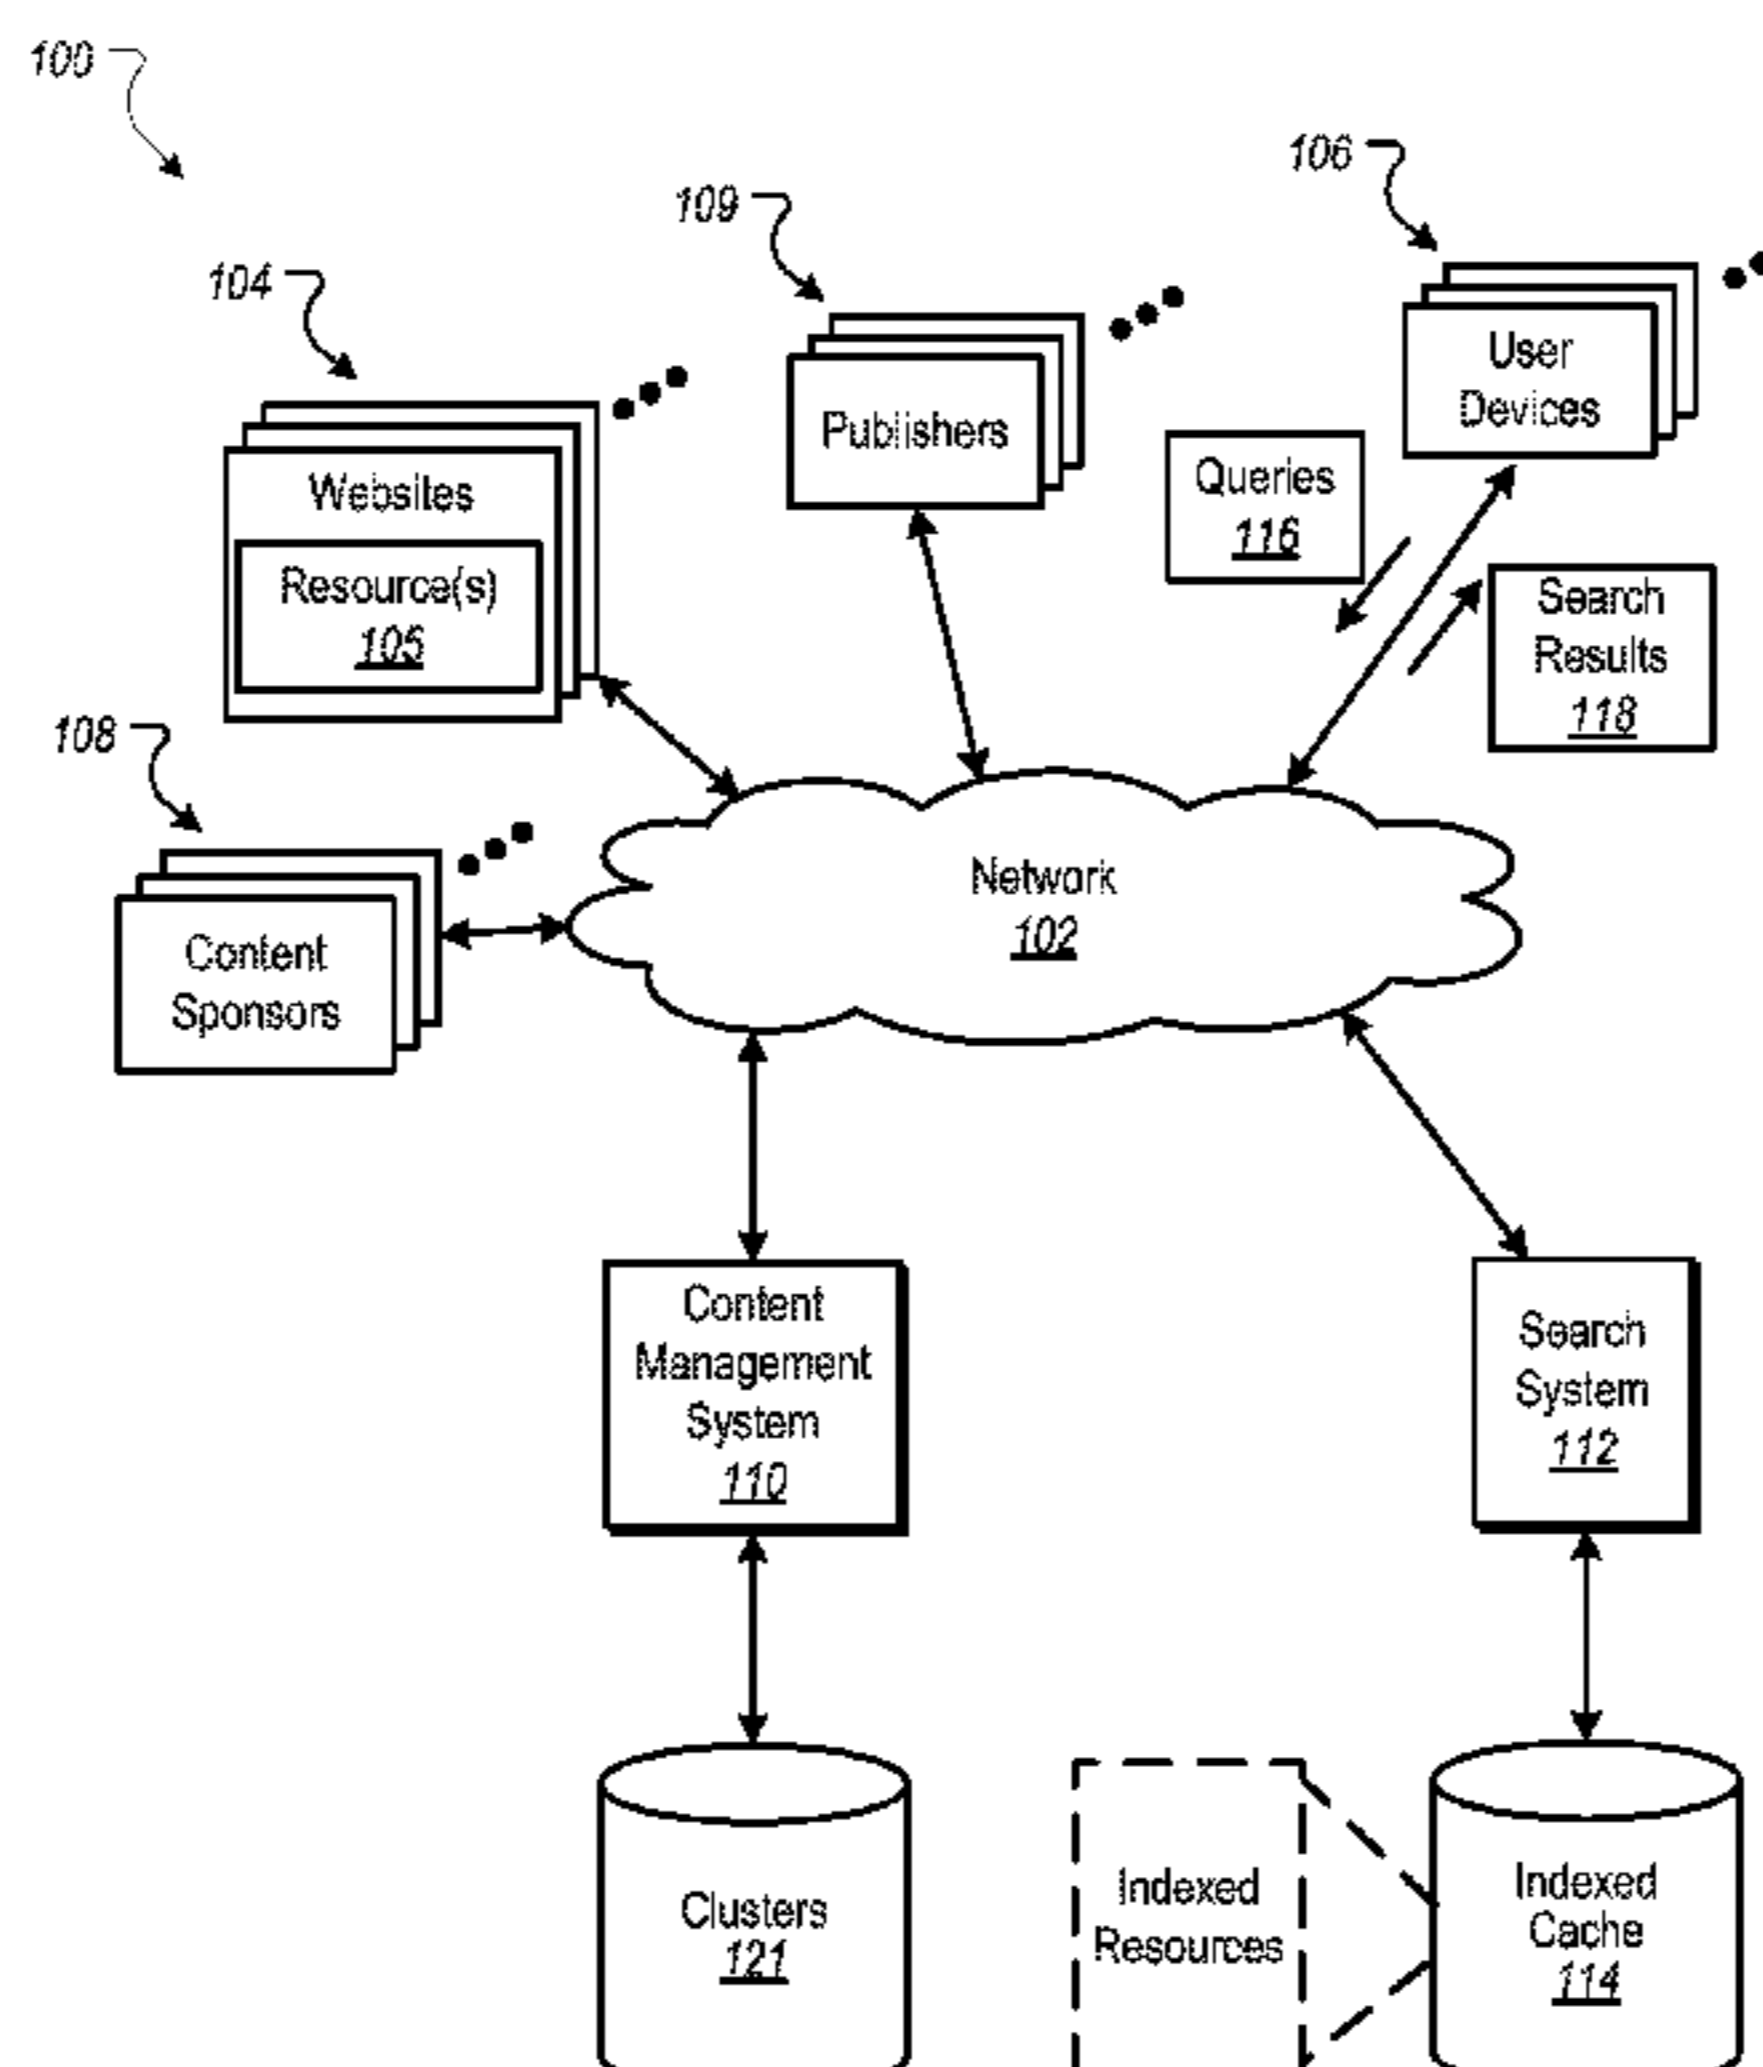 100
106
109
104
User
Devices
Publishers
Queries
116
Websites
Resource(s)
105
Search
Results
118
108
Network
102
Content
Sponsors
Content
Management
System
110
Search
System
112
Indexed
Cache
114
Indexed
Resources
Clusters
121